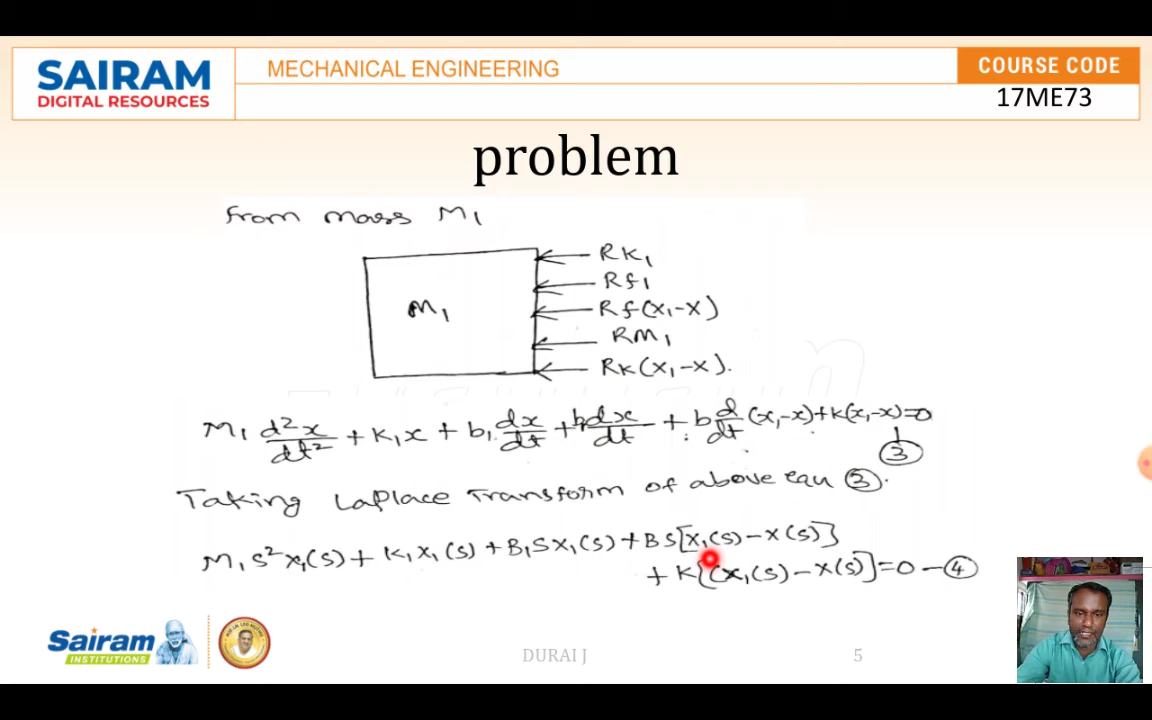 SAIRAM
DIGITAL RESOURCES
MECHANICAL ENGINEERING
COURSE CODE
17ME73
problem
From mass M1
M1
RK1
Rf1
Rf(x1-x)
RM1
RK(x1-x).
M1 d²x/dt² + K1x + b1 dx/dt + b dx/dt + b d/dt (x1-x)+K(x1-x)=0
3
Taking Laplace Transform of above equ 3.
M1 S² x1(s) + K1 x1(s) + B1 S x1(s) + B S[x1(s) - x(s)]
+ K[(x1(s) - x(s)]=0 - 4
Sairam
INSTITUTIONS
DURAI J
5